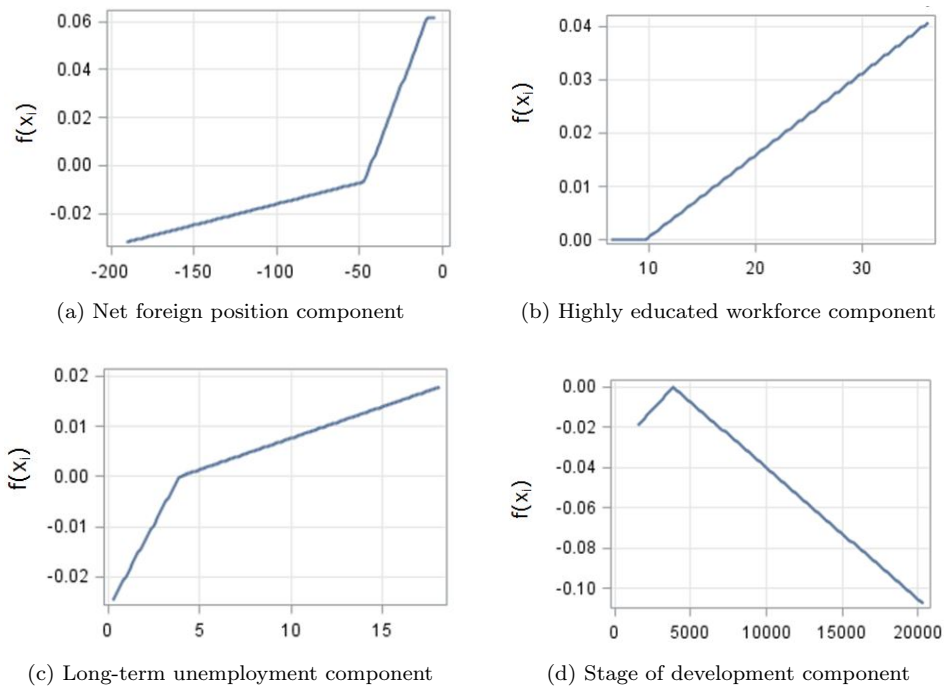 0.06
0.04
0.02
0.00
-0.02
f(xᵢ)
-200 -150 -100 -50 0
(a) Net foreign position component
0.04
0.03
0.02
0.01
0.00
f(xᵢ)
10 20 30
(b) Highly educated workforce component
0.02
0.01
0.00
-0.01
-0.02
f(xᵢ)
0 5 10 15
(c) Long-term unemployment component
0.00
-0.02
-0.04
-0.06
-0.08
-0.10
f(xᵢ)
0 5000 10000 15000 20000
(d) Stage of development component